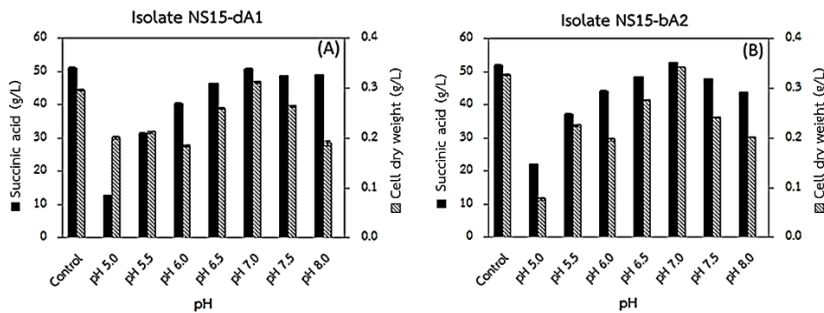 Isolate NS15-dA1
(A)
Succinic acid (g/L)
60
50
40
30
20
10
0
0.4
0.3
0.2
0.1
0.0
Cell dry weight (g/L)
Control
pH 5.0
pH 5.5
pH 6.0
pH 6.5
pH 7.0
pH 7.5
pH 8.0
pH
Isolate NS15-bA2
(B)
Succinic acid (g/L)
60
50
40
30
20
10
0
0.4
0.3
0.2
0.1
0.0
Cell dry weight (g/L)
Control
pH 5.0
pH 5.5
pH 6.0
pH 6.5
pH 7.0
pH 7.5
pH 8.0
pH